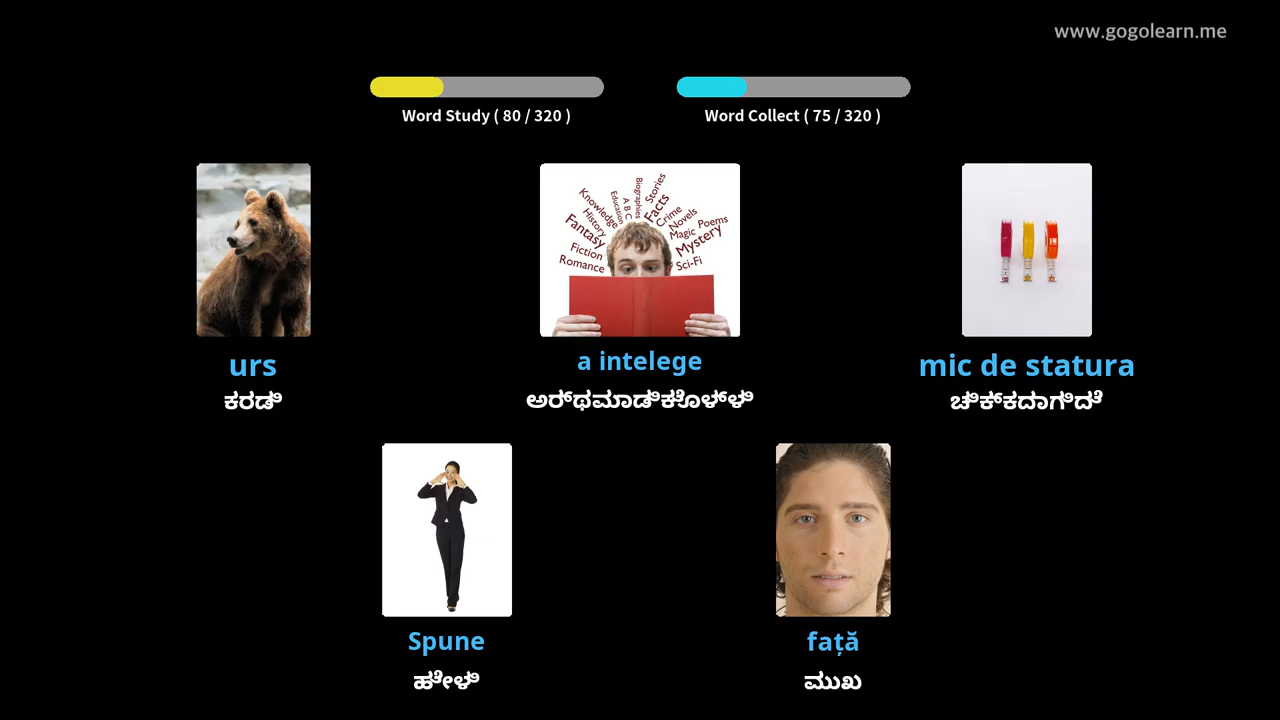 www.gogolearn.me
Word Study ( 80 / 320 )
Word Collect ( 75 / 320 )
Knowledge
History
Fantasy
Fiction
Romance
Education
A B C
Biographies
Stories
Facts
Crime
Novels
Magic
Poems
Mystery
Sci-Fi
urs
ಕರಡಿ
a intelege
ಅರ್ಥಮಾಡಿಕೊಳ್ಳಿ
mic de statura
ಚಿಕ್ಕದಾಗಿದೆ
Spune
ಹೇಳಿ
față
ಮುಖ